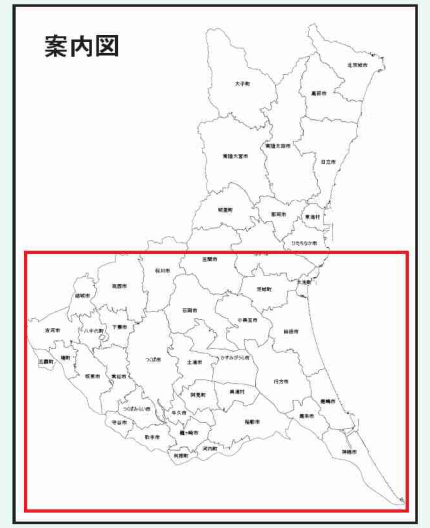 案内図
北茨城市
大子町
高萩市
常陸太田市
常陸大宮市
日立市
城里町
那珂市
東海村
ひたちなか市
笠間市
桜川市
大洗町
筑西市
茨城町
結城市
石岡市
小美玉市
古河市
八千代町
下妻市
鉾田市
つくば市
土浦市
かすみがうら市
五霞町
境町
坂東市
常総市
行方市
阿見町
美浦村
鹿嶋市
つくばみらい市
牛久市
稲敷市
潮来市
守谷市
取手市
龍ヶ崎市
河内町
利根町
神栖市